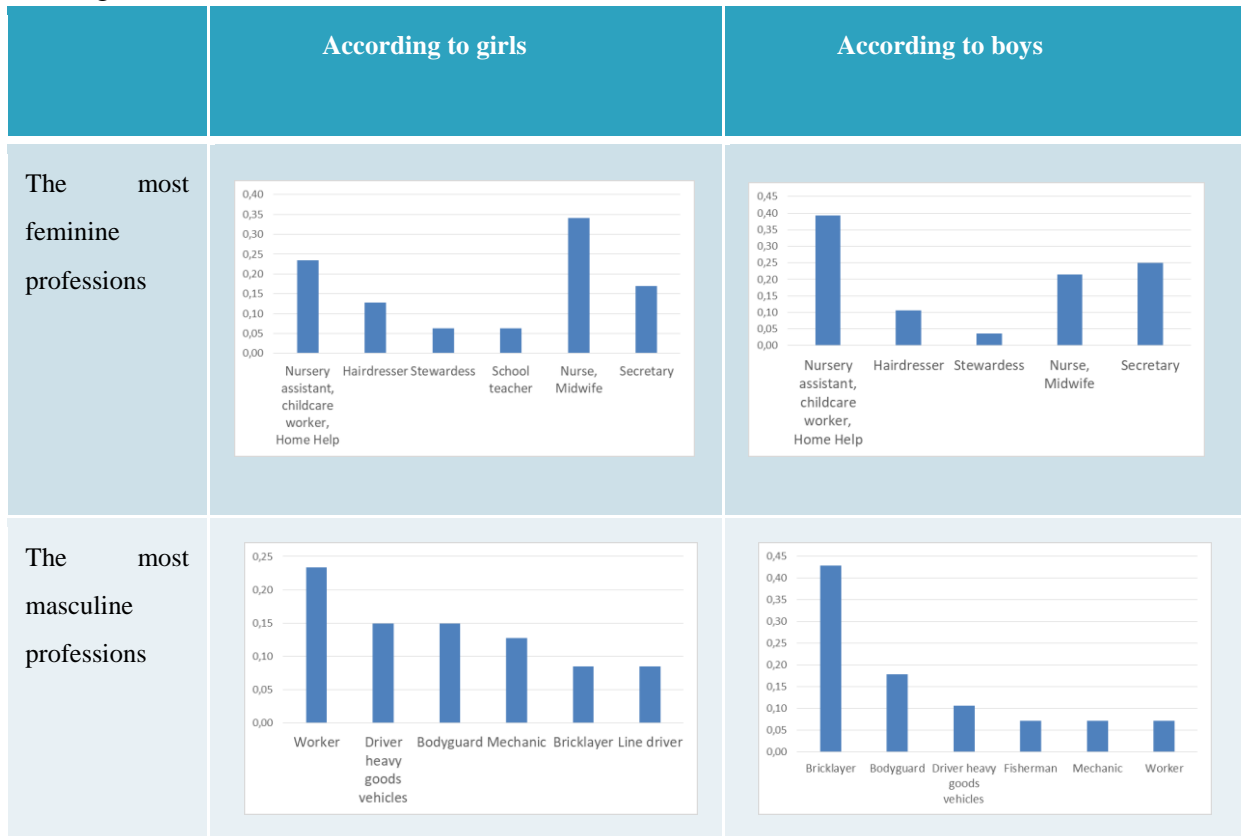 According to girls
According to boys
The most
feminine
professions
0,40
0,35
0,30
0,25
0,20
0,15
0,10
0,05
0,00
Nursery Hairdresser Stewardess School Nurse, Secretary
assistant, teacher Midwife
childcare
worker,
Home Help
0,45
0,40
0,35
0,30
0,25
0,20
0,15
0,10
0,05
0,00
Nursery Hairdresser Stewardess Nurse, Secretary
assistant, Midwife
childcare
worker,
Home Help
The most
masculine
professions
0,25
0,20
0,15
0,10
0,05
0,00
Worker Driver Bodyguard Mechanic Bricklayer Line driver
heavy
goods
vehicles
0,45
0,40
0,35
0,30
0,25
0,20
0,15
0,10
0,05
0,00
Bricklayer Bodyguard Driver heavy Fisherman Mechanic Worker
goods
vehicles